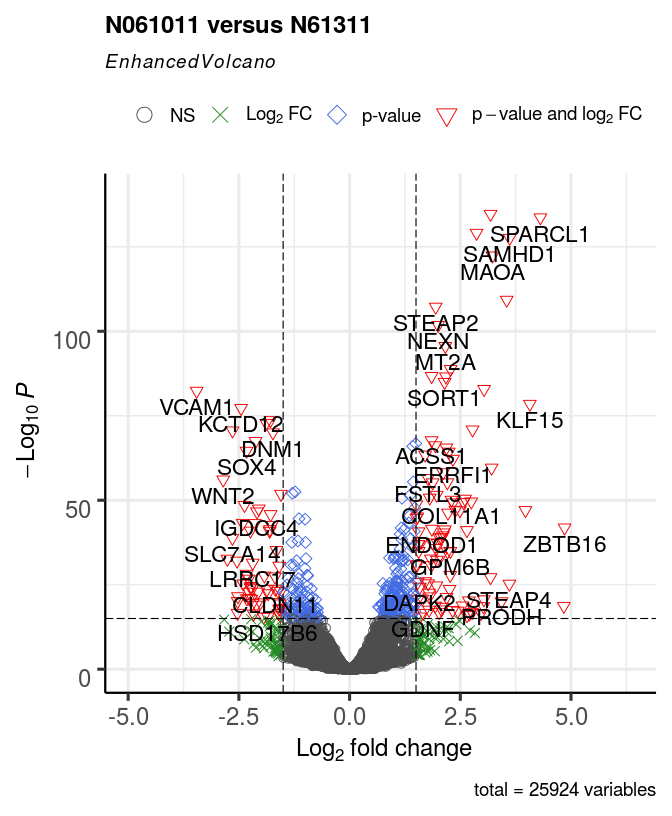 N061011 versus N61311
EnhancedVolcano
NS Log₂ FC p-value p−value and log₂ FC
SPARCL1
SAMHD1
MAOA
STEAP2
100
NEXN
MT2A
SORT1
VCAM1
KLF15
KCTD12
DNM1
ACSS1
SOX4
ERRFI1
WNT2
FSTL3
50
COL11A1
IGDCC4
ENDOD1
ZBTB16
SLC7A14
GPM6B
LRRC17
CLDN11
DAPK2
STEAP4
PRODH
GDNF
HSD17B6
0
−Log₁₀ P
-5.0 -2.5 0.0 2.5 5.0
Log₂ fold change
total = 25924 variables